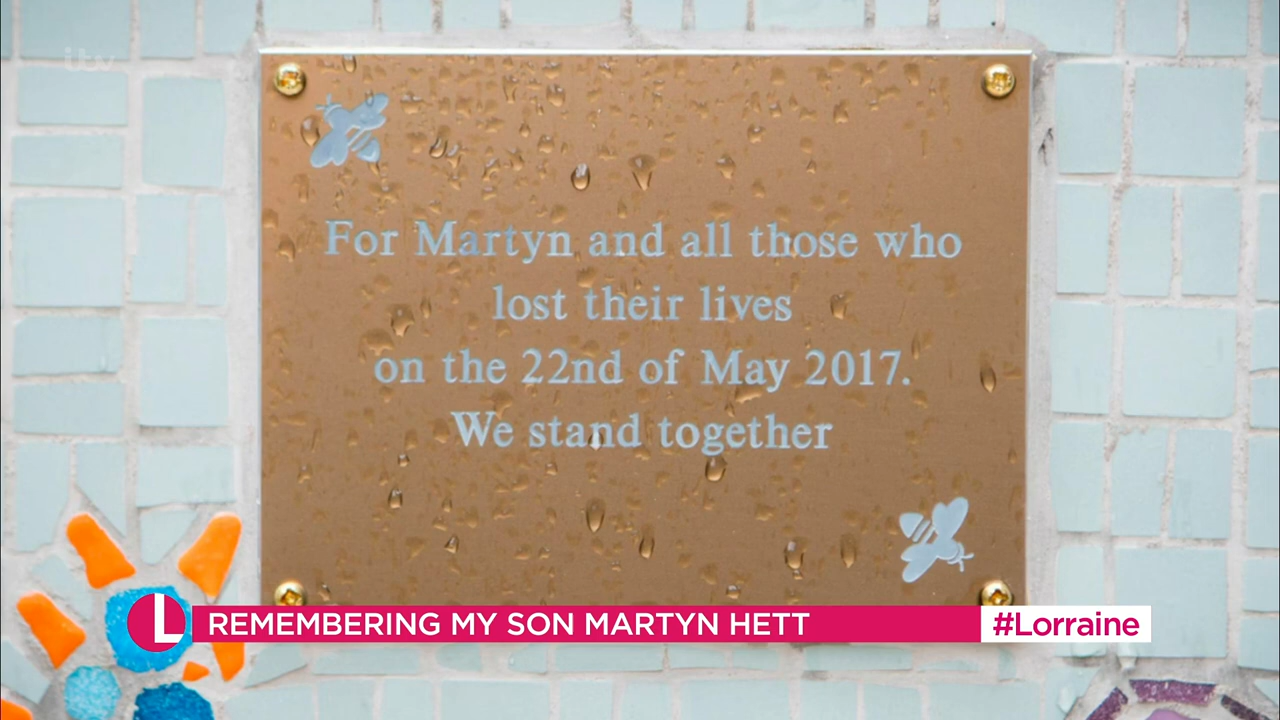 itv
For Martyn and all those who
lost their lives
on the 22nd of May 2017.
We stand together
L REMEMBERING MY SON MARTYN HETT #Lorraine